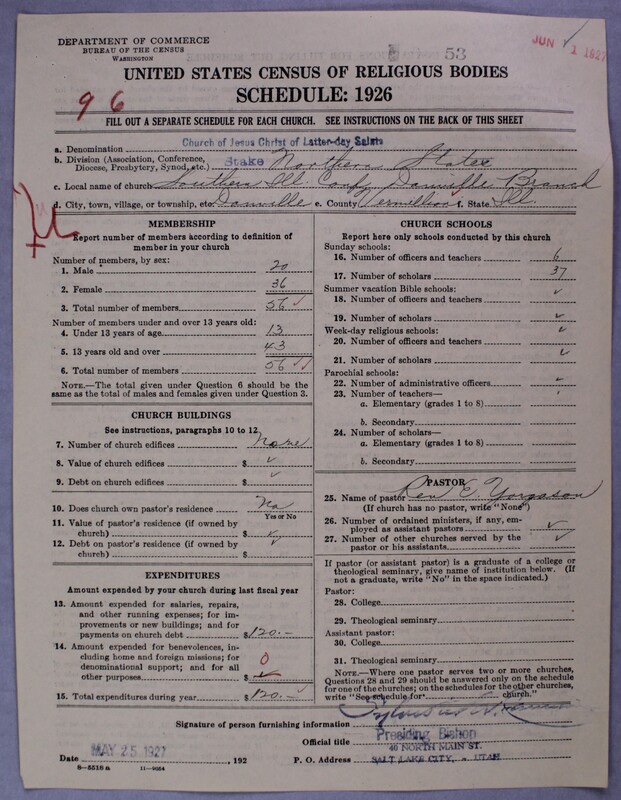 DEPARTMENT OF COMMERCE
BUREAU OF THE CENSUS
WASHINGTON
53
JUN 1 1927
UNITED STATES CENSUS OF RELIGIOUS BODIES
SCHEDULE: 1926
96
FILL OUT A SEPARATE SCHEDULE FOR EACH CHURCH. SEE INSTRUCTIONS ON THE BACK OF THIS SHEET
a. Denomination Church of Jesus Christ of Latter-day Saints
b. Division (Association, Conference, Diocese, Presbytery, Synod, etc.) Stake Northern States
c. Local name of church Southern Ill Conf Danville Branch
d. City, town, village, or township, etc. Danville e. County Vermillion f. State Ill.
MEMBERSHIP
Report number of members according to definition of member in your church
Number of members, by sex:
1. Male 20
2. Female 36
3. Total number of members 56 ✓
Number of members under and over 13 years old:
4. Under 13 years of age 13
5. 13 years old and over 43
6. Total number of members 56 ✓
NOTE.—The total given under Question 6 should be the same as the total of males and females given under Question 3.
CHURCH BUILDINGS
See instructions, paragraphs 10 to 12
7. Number of church edifices None
8. Value of church edifices $ ✓
9. Debt on church edifices $ ✓
10. Does church own pastor's residence No
Yes or No
11. Value of pastor's residence (if owned by church) $ ✓
12. Debt on pastor's residence (if owned by church) $ ✓
EXPENDITURES
Amount expended by your church during last fiscal year
13. Amount expended for salaries, repairs, and other running expenses; for improvements or new buildings; and for payments on church debt $120.—
14. Amount expended for benevolences, including home and foreign missions; for denominational support; and for all other purposes $ 0
15. Total expenditures during year $120.—
CHURCH SCHOOLS
Report here only schools conducted by this church
Sunday schools:
16. Number of officers and teachers 6
17. Number of scholars 37
Summer vacation Bible schools:
18. Number of officers and teachers ✓
19. Number of scholars ✓
Week-day religious schools:
20. Number of officers and teachers ✓
21. Number of scholars ✓
Parochial schools:
22. Number of administrative officers ✓
23. Number of teachers—
a. Elementary (grades 1 to 8)
b. Secondary
24. Number of scholars—
a. Elementary (grades 1 to 8)
b. Secondary
PASTOR
25. Name of pastor Rev E. Yorgason
(If church has no pastor, write "None")
26. Number of ordained ministers, if any, employed as assistant pastors ✓
27. Number of other churches served by the pastor or his assistants ✓
If pastor (or assistant pastor) is a graduate of a college or theological seminary, give name of institution below. (If not a graduate, write "No" in the space indicated.)
Pastor:
28. College
29. Theological seminary
Assistant pastor:
30. College
31. Theological seminary
NOTE.—Where one pastor serves two or more churches, Questions 28 and 29 should be answered only on the schedule for one of the churches; on the schedules for the other churches, write "See schedule for church."
Signature of person furnishing information
Official title Presiding Bishop
40 NORTH MAIN ST.
Date MAY 25 1927, 192
P. O. Address SALT LAKE CITY, - UTAH
8—5518 a 11—9054